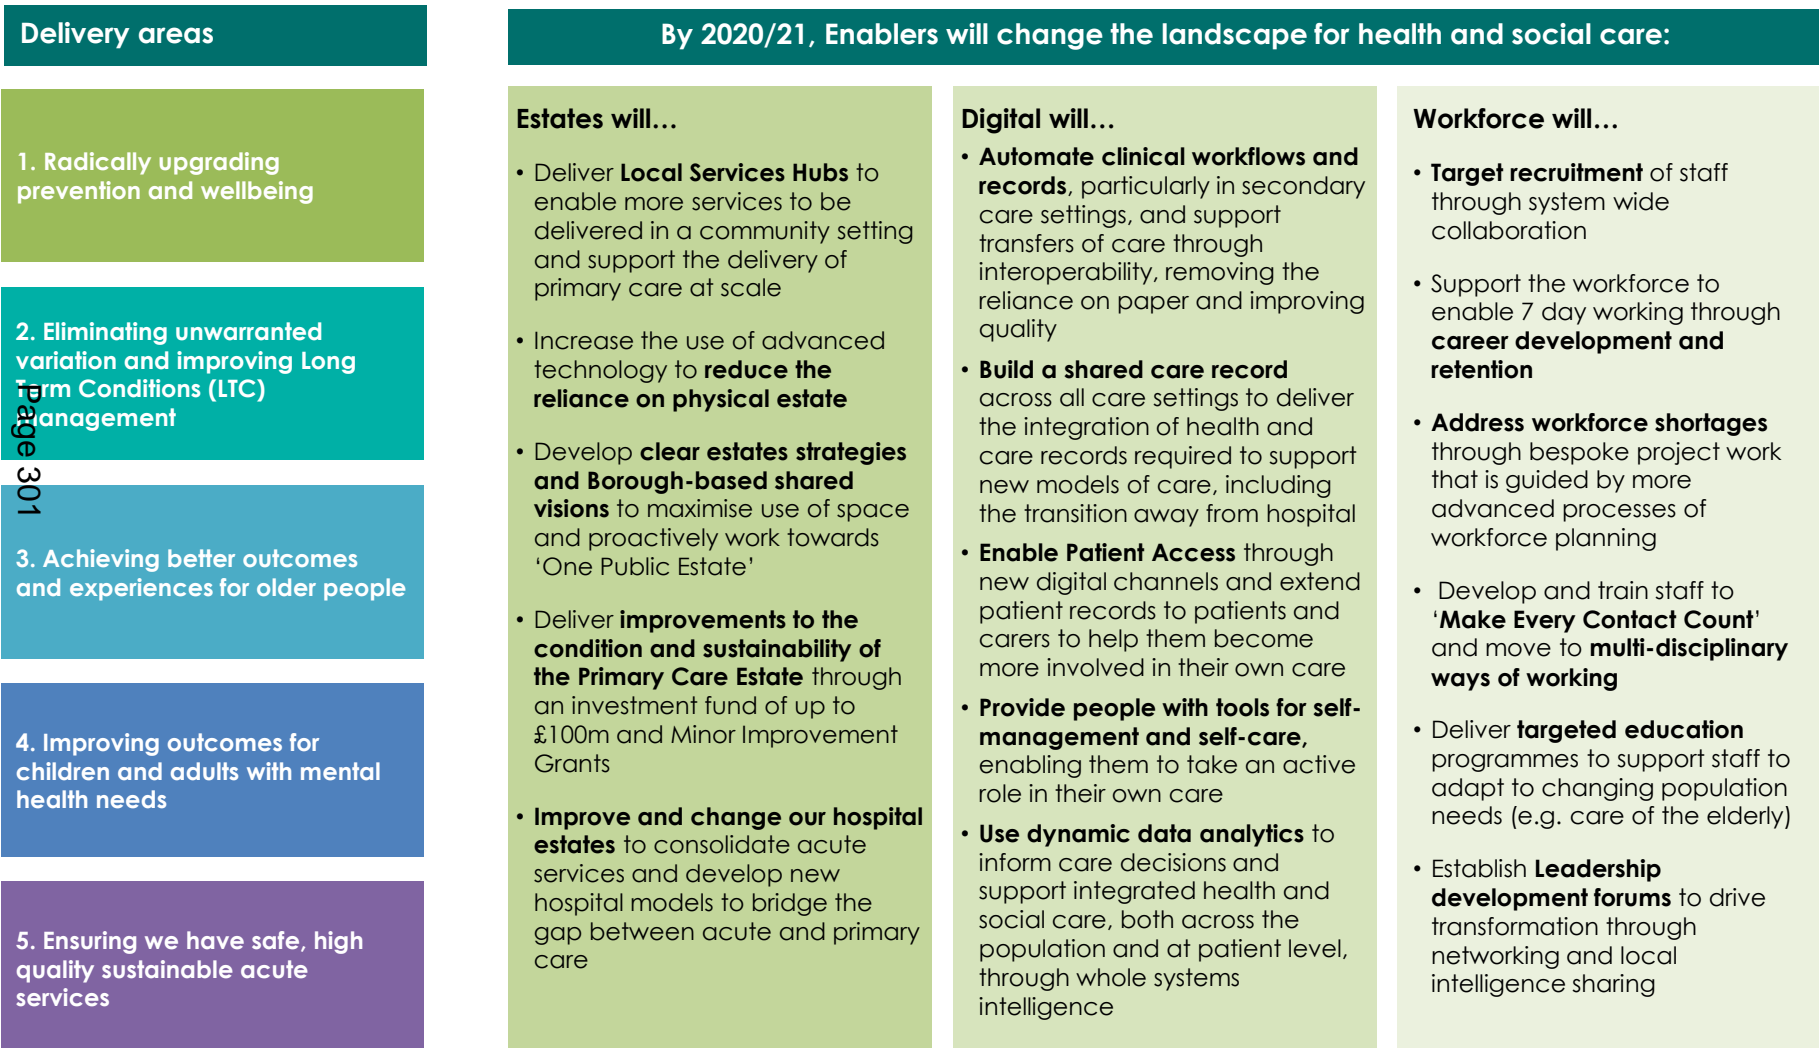 Delivery areas
1. Radically upgrading
prevention and wellbeing
2. Eliminating unwarranted
variation and improving Long
Term Conditions (LTC)
management
3. Achieving better outcomes
and experiences for older people
4. Improving outcomes for
children and adults with mental
health needs
5. Ensuring we have safe, high
quality sustainable acute
services
Page 301
By 2020/21, Enablers will change the landscape for health and social care:
Estates will…
• Deliver Local Services Hubs to
enable more services to be
delivered in a community setting
and support the delivery of
primary care at scale
• Increase the use of advanced
technology to reduce the
reliance on physical estate
• Develop clear estates strategies
and Borough-based shared
visions to maximise use of space
and proactively work towards
‘One Public Estate’
• Deliver improvements to the
condition and sustainability of
the Primary Care Estate through
an investment fund of up to
£100m and Minor Improvement
Grants
• Improve and change our hospital
estates to consolidate acute
services and develop new
hospital models to bridge the
gap between acute and primary
care
Digital will…
• Automate clinical workflows and
records, particularly in secondary
care settings, and support
transfers of care through
interoperability, removing the
reliance on paper and improving
quality
• Build a shared care record
across all care settings to deliver
the integration of health and
care records required to support
new models of care, including
the transition away from hospital
• Enable Patient Access through
new digital channels and extend
patient records to patients and
carers to help them become
more involved in their own care
• Provide people with tools for self-
management and self-care,
enabling them to take an active
role in their own care
• Use dynamic data analytics to
inform care decisions and
support integrated health and
social care, both across the
population and at patient level,
through whole systems
intelligence
Workforce will…
• Target recruitment of staff
through system wide
collaboration
• Support the workforce to
enable 7 day working through
career development and
retention
• Address workforce shortages
through bespoke project work
that is guided by more
advanced processes of
workforce planning
• Develop and train staff to
‘Make Every Contact Count’
and move to multi-disciplinary
ways of working
• Deliver targeted education
programmes to support staff to
adapt to changing population
needs (e.g. care of the elderly)
• Establish Leadership
development forums to drive
transformation through
networking and local
intelligence sharing